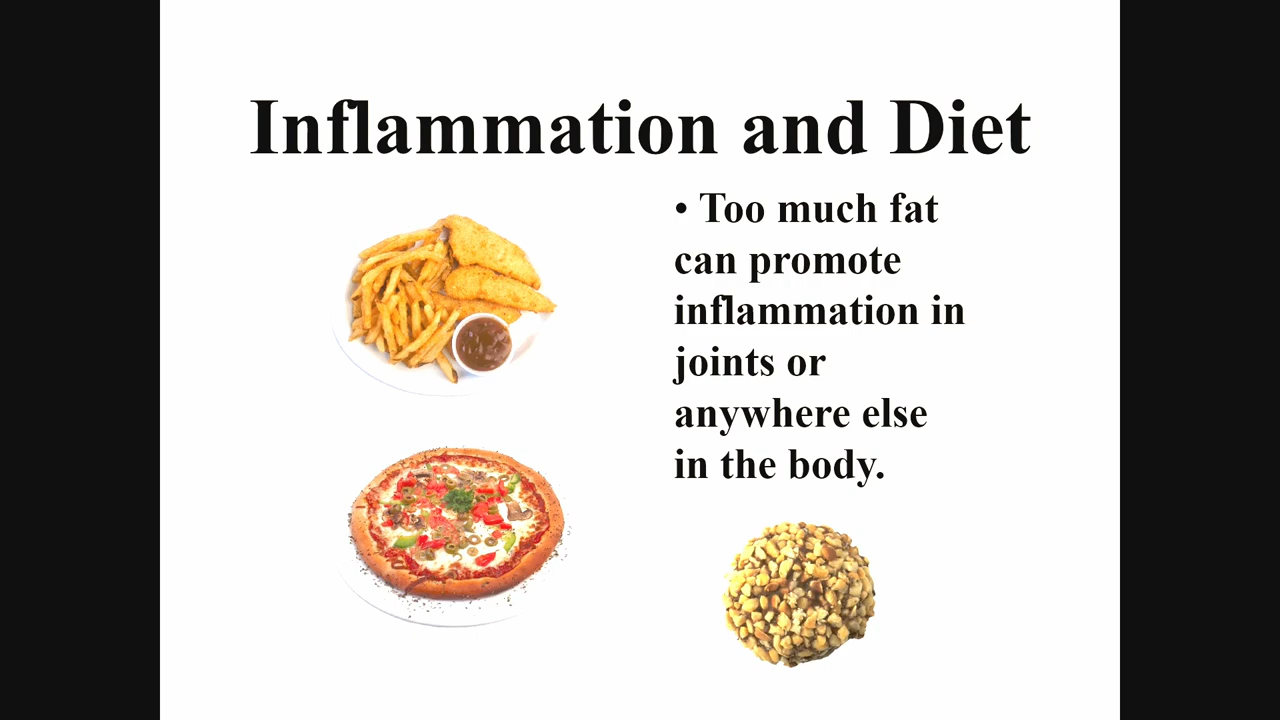 Inflammation and Diet
• Too much fat
can promote
inflammation in
joints or
anywhere else
in the body.